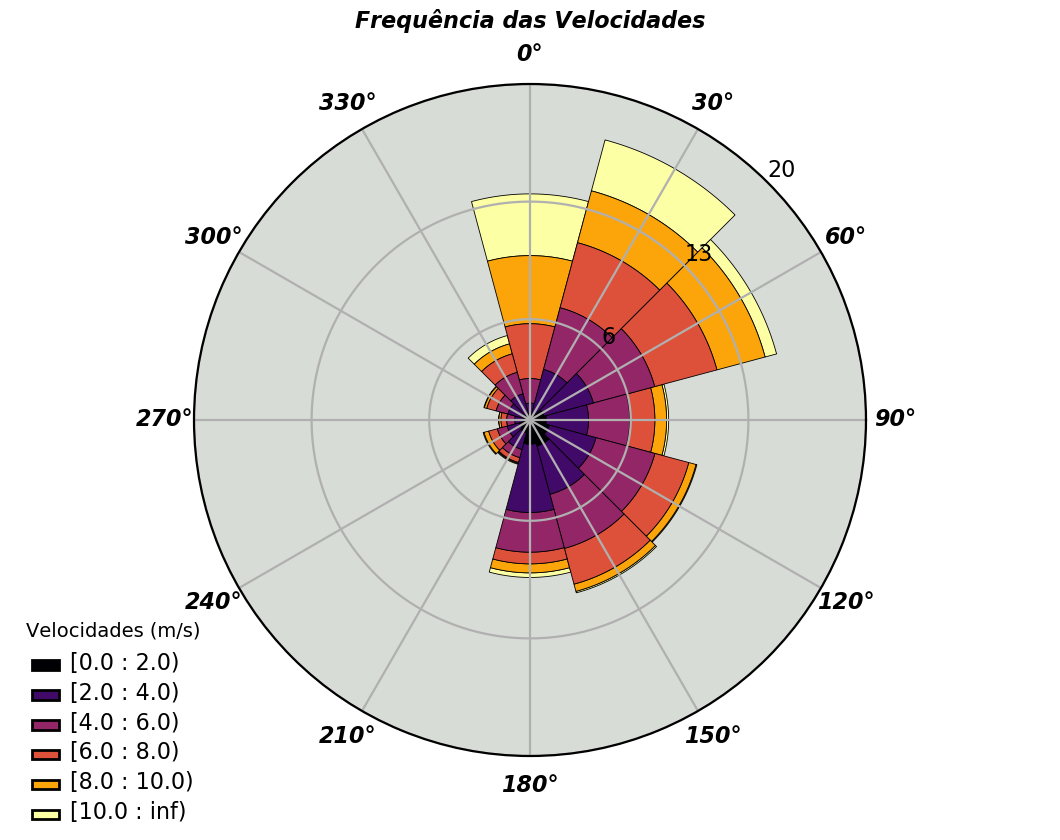 Frequência das Velocidades
0°
330°
30°
20
300°
60°
13
6
270°
90°
240°
120°
210°
150°
180°
Velocidades (m/s)
[0.0 : 2.0)
[2.0 : 4.0)
[4.0 : 6.0)
[6.0 : 8.0)
[8.0 : 10.0)
[10.0 : inf)